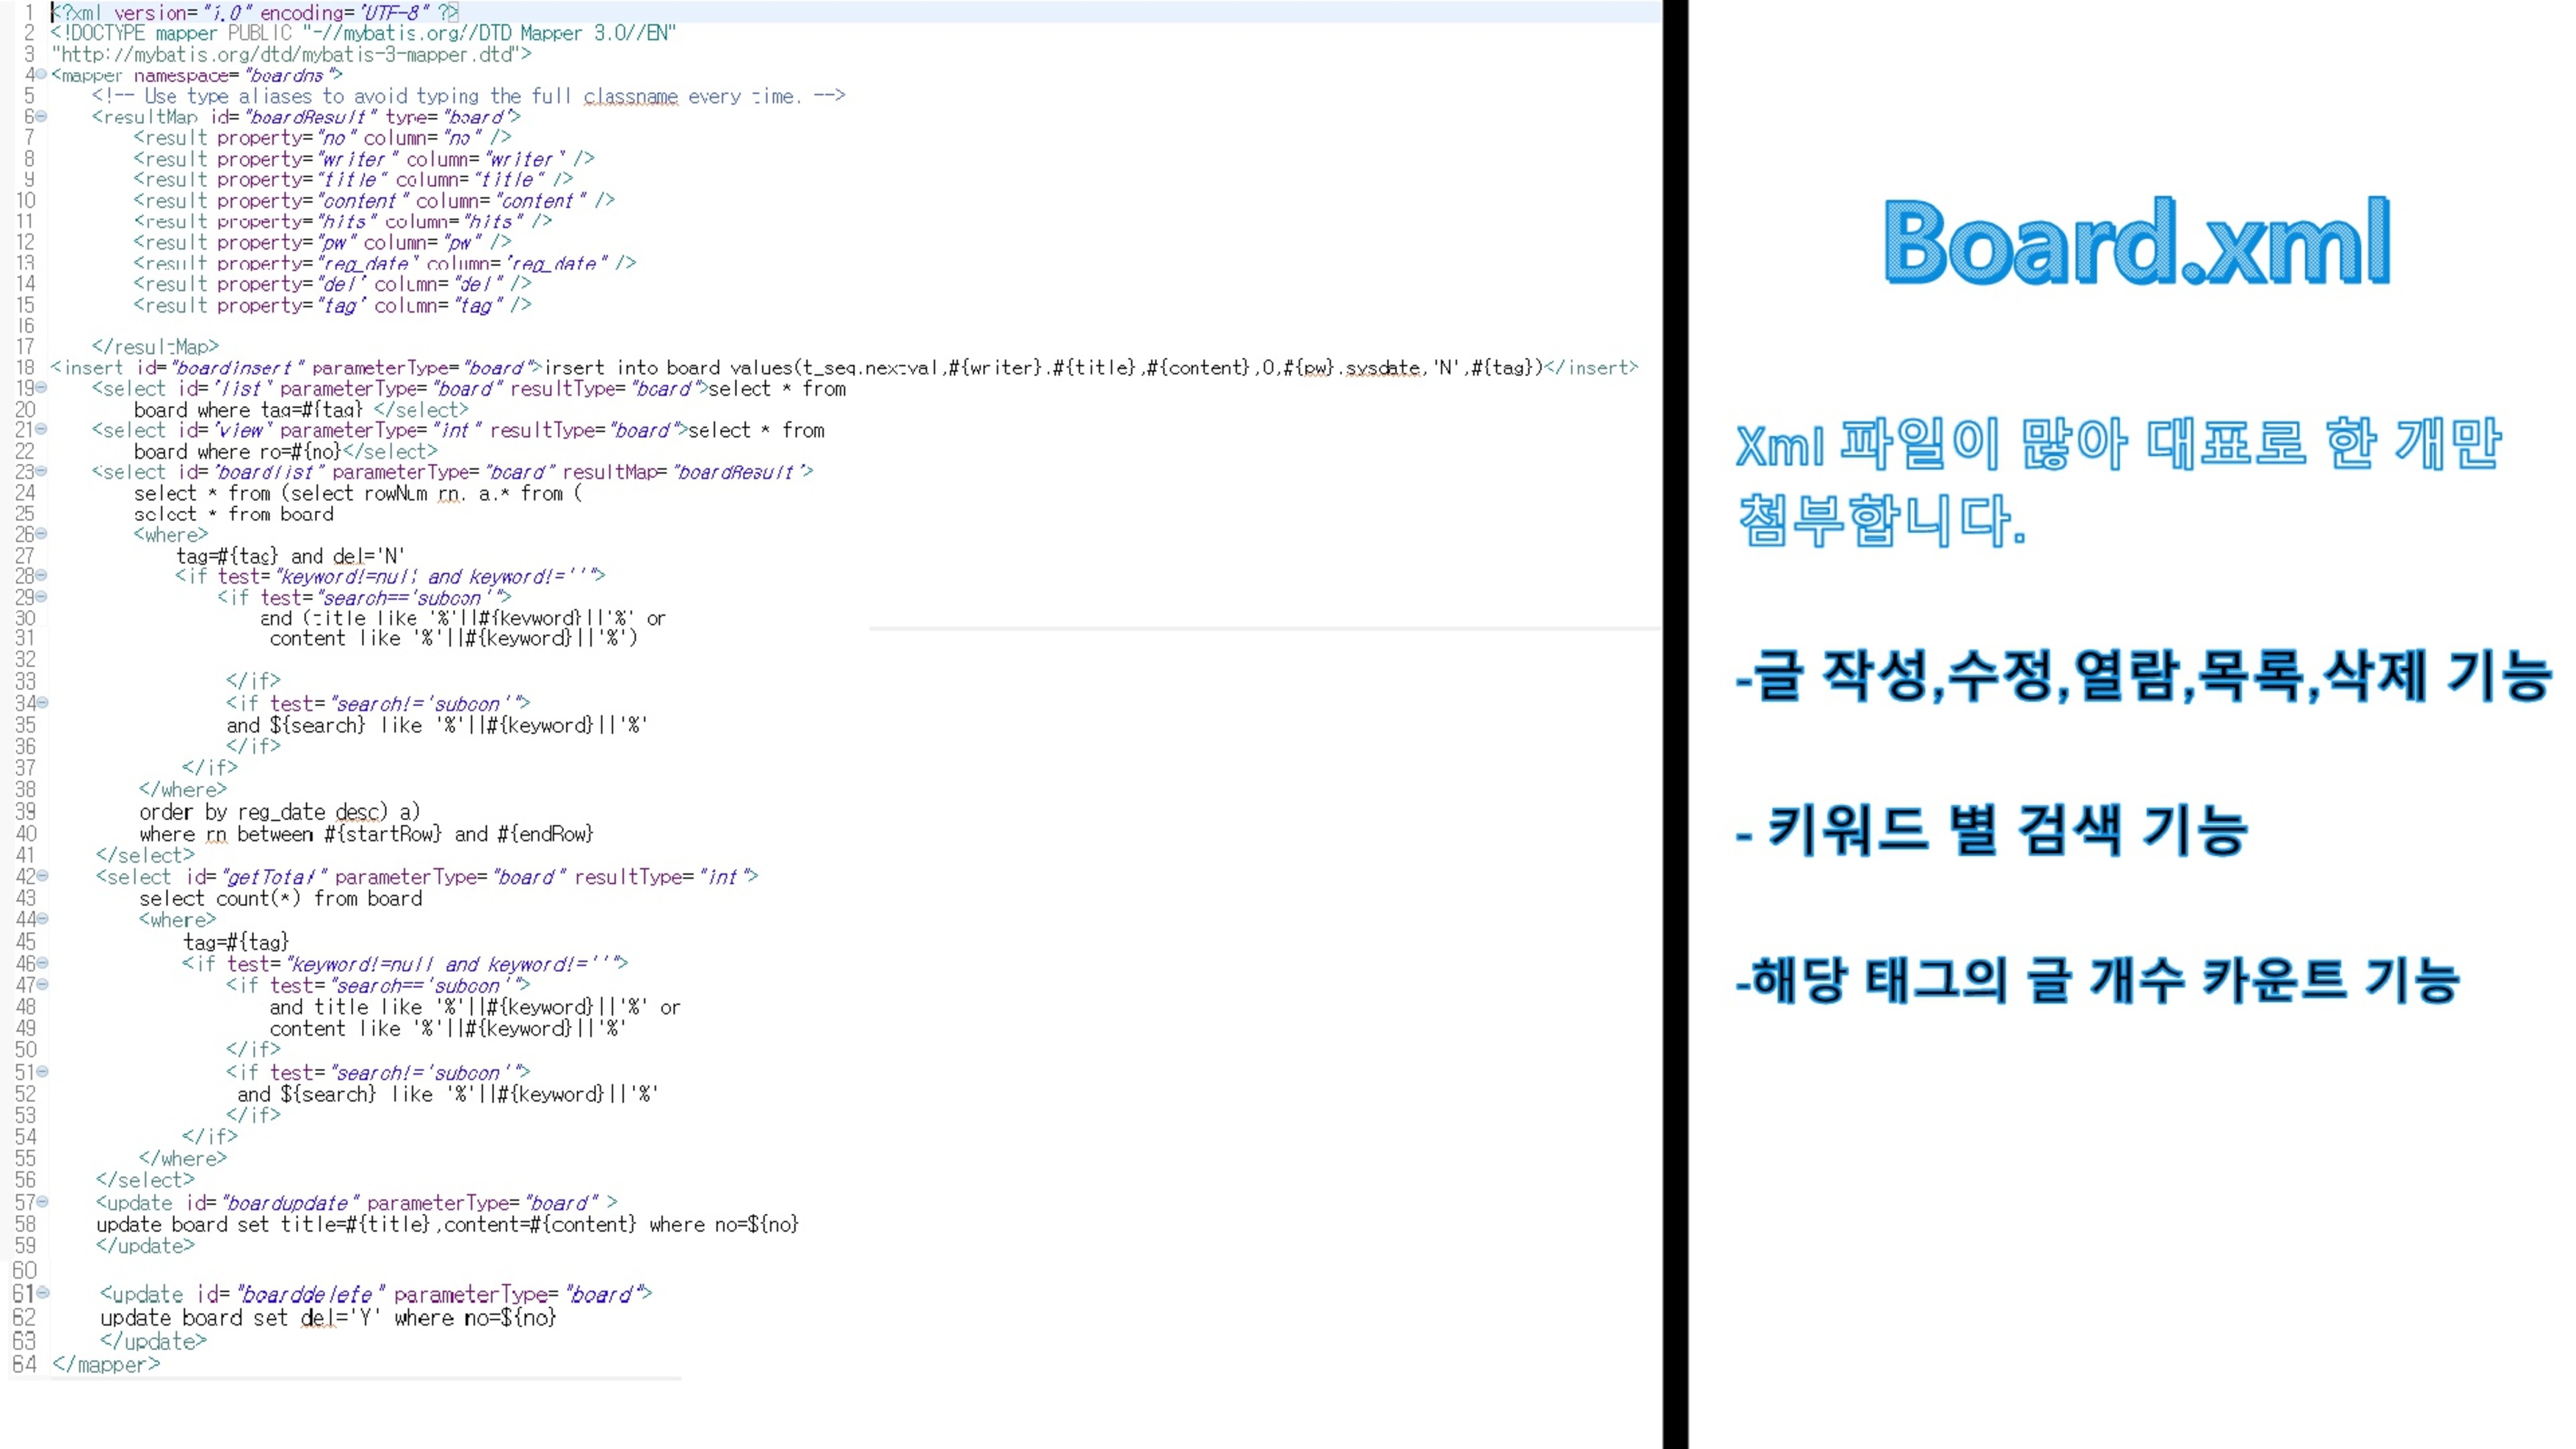 1 <?xml version="1.0" encoding="UTF-8" ?>
2 <!DOCTYPE mapper PUBLIC "-//mybatis.org//DTD Mapper 3.0//EN"
3 "http://mybatis.org/dtd/mybatis-3-mapper.dtd">
4 <mapper namespace="boardns">
5 <!-- Use type aliases to avoid typing the full classname every time. -->
6 <resultMap id="boardResult" type="board">
7 <result property="no" column="no" />
8 <result property="writer" column="writer" />
9 <result property="title" column="title" />
10 <result property="content" column="content" />
11 <result property="hits" column="hits" />
12 <result property="pw" column="pw" />
13 <result property="reg_date" column="reg_date" />
14 <result property="del" column="del" />
15 <result property="tag" column="tag" />
16
17 </resultMap>
18 <insert id="boardinsert" parameterType="board">insert into board values(t_seq.nextval,#{writer},#{title},#{content},0,#{pw},sysdate,'N',#{tag})</insert>
19 <select id="list" parameterType="board" resultType="board">select * from
20 board where tag=#{tag} </select>
21 <select id="view" parameterType="int" resultType="board">select * from
22 board where no=#{no}</select>
23 <select id="boardlist" parameterType="board" resultMap="boardResult">
24 select * from (select rowNum rn, a.* from (
25 select * from board
26 <where>
27 tag=#{tag} and del='N'
28 <if test="keyword!=null and keyword!=''">
29 <if test="search=='subcon'">
30 and (title like '%'||#{keyword}||'%' or
31 content like '%'||#{keyword}||'%')
32
33 </if>
34 <if test="search!='subcon'">
35 and ${search} like '%'||#{keyword}||'%'
36 </if>
37 </if>
38 </where>
39 order by reg_date desc) a)
40 where rn between #{startRow} and #{endRow}
41 </select>
42 <select id="getTotal" parameterType="board" resultType="int">
43 select count(*) from board
44 <where>
45 tag=#{tag}
46 <if test="keyword!=null and keyword!=''">
47 <if test="search=='subcon'">
48 and title like '%'||#{keyword}||'%' or
49 content like '%'||#{keyword}||'%'
50 </if>
51 <if test="search!='subcon'">
52 and ${search} like '%'||#{keyword}||'%'
53 </if>
54 </if>
55 </where>
56 </select>
57 <update id="boardupdate" parameterType="board" >
58 update board set title=#{title},content=#{content} where no=${no}
59 </update>
60
61 <update id="boarddelete" parameterType="board">
62 update board set del='Y' where no=${no}
63 </update>
64 </mapper>
Board.xml
Xml 파일이 많아 대표로 한 개만
첨부합니다.
-글 작성,수정,열람,목록,삭제 기능
- 키워드 별 검색 기능
-해당 태그의 글 개수 카운트 기능